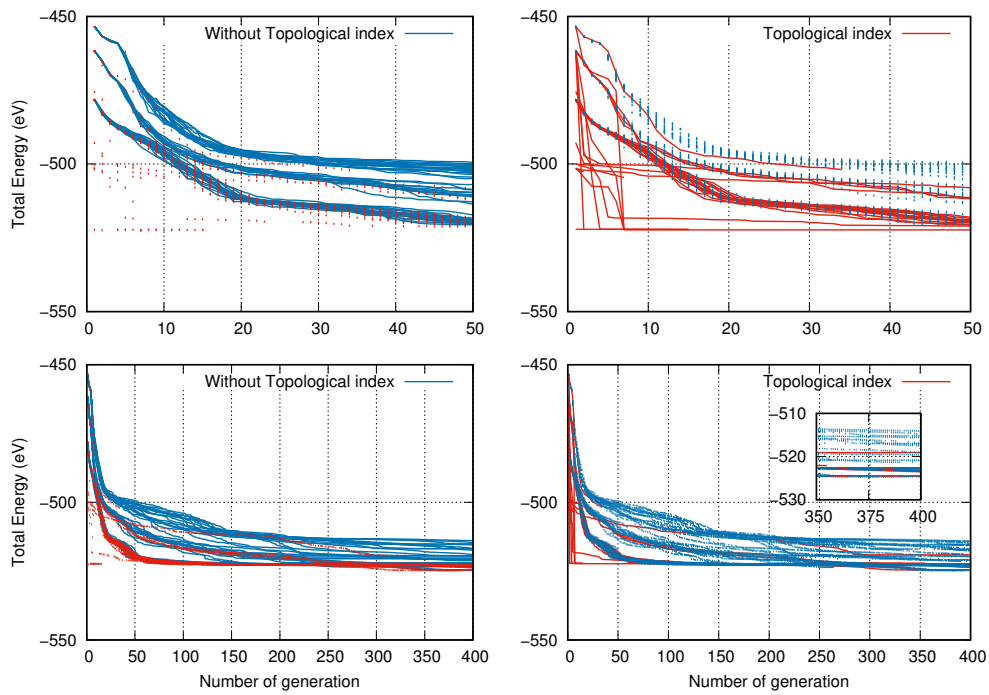 −450
Without Topological index
−500
−550
0 10 20 30 40 50
Total Energy (eV)
−450
Topological index
−500
−550
0 10 20 30 40 50
−450
Without Topological index
−500
−550
0 50 100 150 200 250 300 350 400
Total Energy (eV)
Number of generation
−450
Topological index
−500
−550
0 50 100 150 200 250 300 350 400
Number of generation
−510
−520
−530
350 375 400